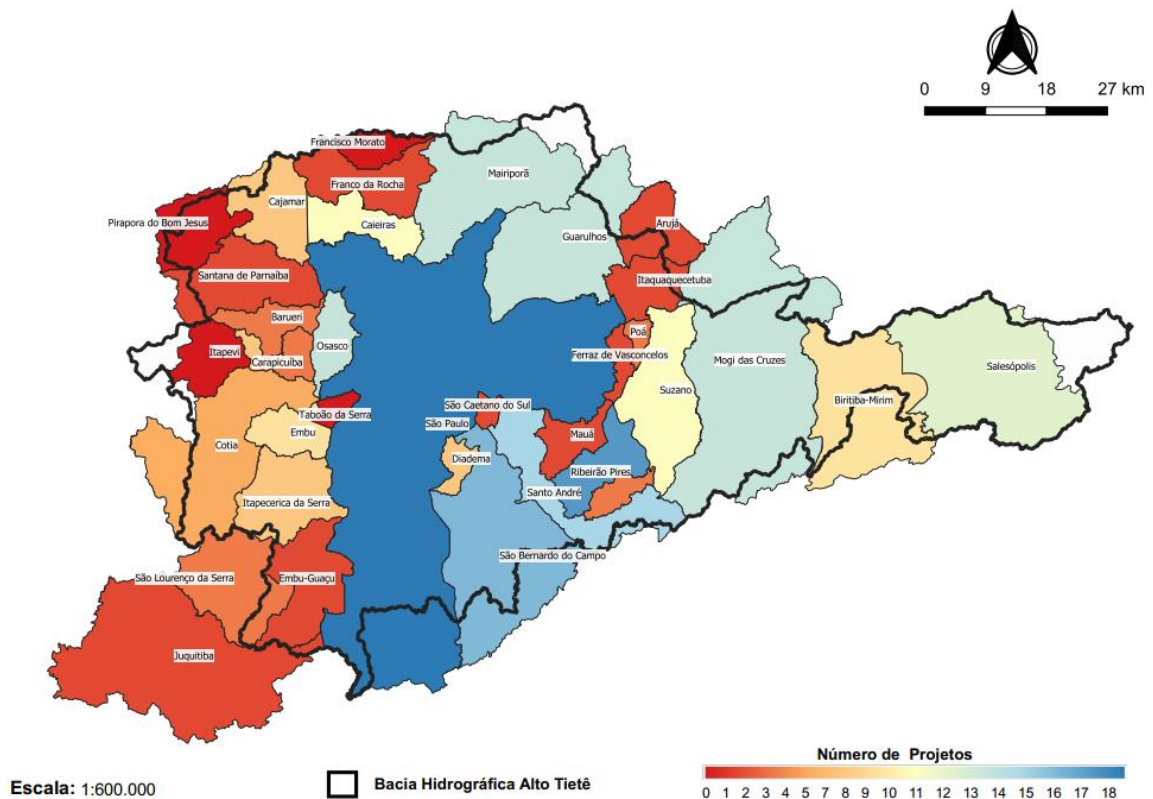 0 9 18 27 km
Francisco Morato
Mairiporã
Franco da Rocha
Cajamar
Pirapora do Bom Jesus
Caieiras
Arujá
Guarulhos
Santana de Parnaíba
Itaquaquecetuba
Barueri
Poá
Osasco
Itapevi
Ferraz de Vasconcelos
Carapicuíba
Mogi das Cruzes
Salesópolis
Suzano
Biritiba-Mirim
São Caetano do Sul
Taboão da Serra
São Paulo
Embu
Mauá
Cotia
Diadema
Ribeirão Pires
Santo André
Itapecerica da Serra
São Bernardo do Campo
São Lourenço da Serra
Embu-Guaçu
Juquitiba
Número de Projetos
0 1 2 3 4 5 6 7 8 9 10 11 12 13 14 15 16 17 18
Escala: 1:600.000
Bacia Hidrográfica Alto Tietê